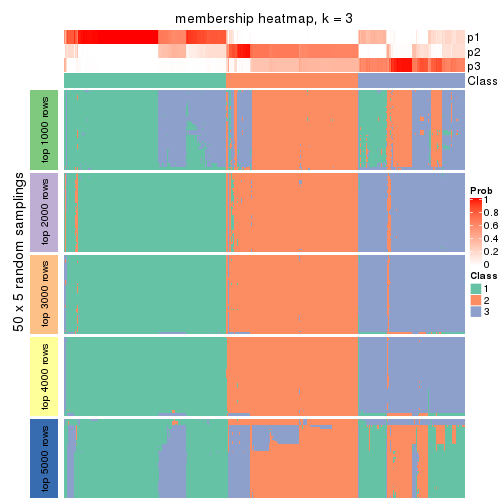 membership heatmap, k = 3
p1
p2
p3
Class
50 x 5 random samplings
top 1000 rows
top 2000 rows
top 3000 rows
top 4000 rows
top 5000 rows
Prob
1
0.8
0.6
0.4
0.2
0
Class
1
2
3